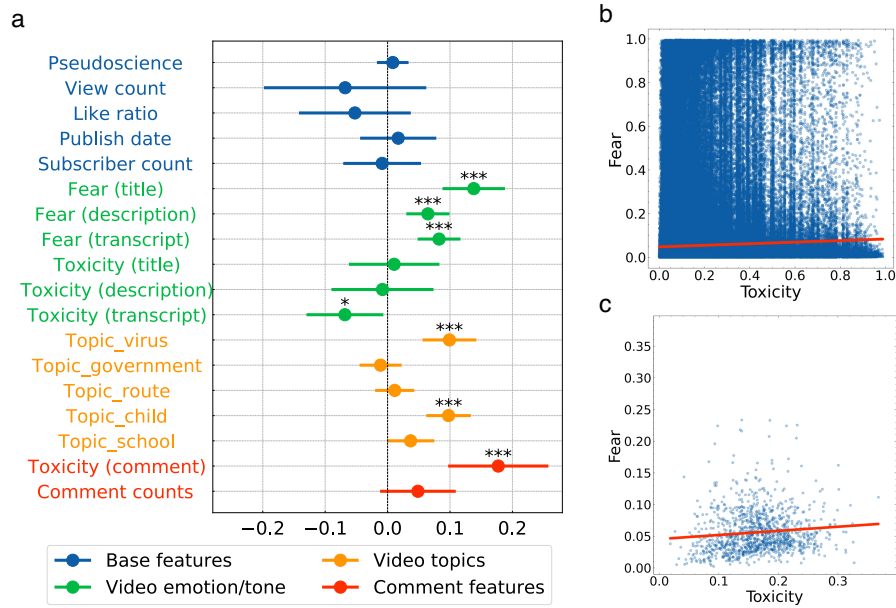 a
Pseudoscience
View count
Like ratio
Publish date
Subscriber count
Fear (title)
***
Fear (description)
***
Fear (transcript)
***
Toxicity (title)
Toxicity (description)
Toxicity (transcript)
*
Topic_virus
***
Topic_government
Topic_route
Topic_child
***
Topic_school
Toxicity (comment)
***
Comment counts
−0.2 −0.1 0.0 0.1 0.2
Base features
Video topics
Video emotion/tone
Comment features
b
Fear
1.0
0.8
0.6
0.4
0.2
0.0
0.0 0.2 0.4 0.6 0.8 1.0
Toxicity
c
Fear
0.35
0.30
0.25
0.20
0.15
0.10
0.05
0.00
0.0 0.1 0.2 0.3
Toxicity